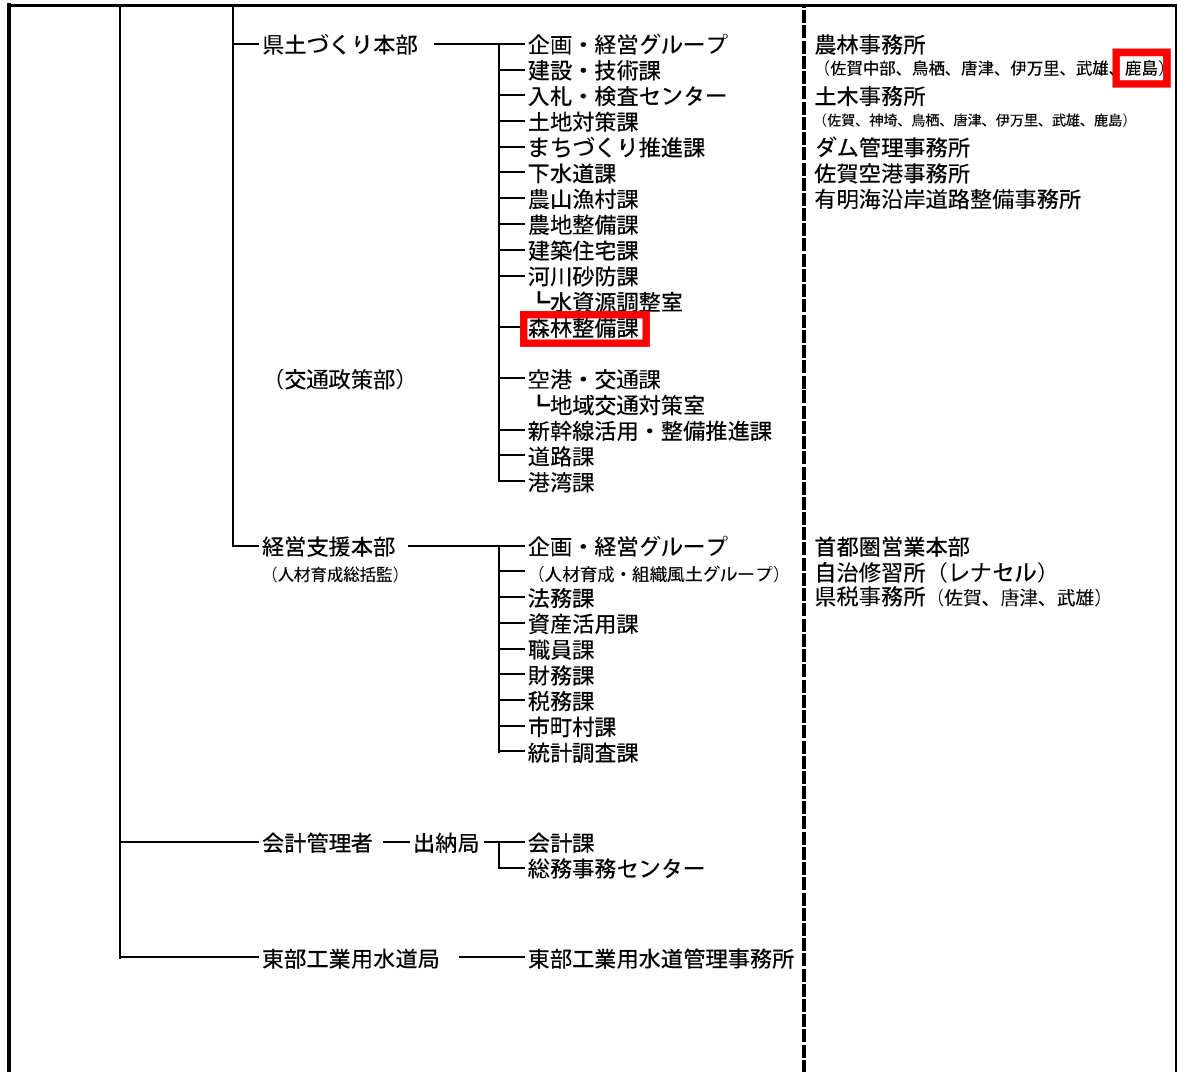 県土づくり本部 企画・経営グループ 農林事務所
建設・技術課 （佐賀中部、鳥栖、唐津、伊万里、武雄、鹿島）
入札・検査センター 土木事務所
土地対策課 （佐賀、神埼、鳥栖、唐津、伊万里、武雄、鹿島）
まちづくり推進課 ダム管理事務所
下水道課 佐賀空港事務所
農山漁村課 有明海沿岸道路整備事務所
農地整備課
建築住宅課
河川砂防課
┗水資源調整室
森林整備課
（交通政策部） 空港・交通課
┗地域交通対策室
新幹線活用・整備推進課
道路課
港湾課
経営支援本部 企画・経営グループ 首都圏営業本部
（人材育成総括監） （人材育成・組織風土グループ） 自治修習所（レナセル）
法務課 県税事務所（佐賀、唐津、武雄）
資産活用課
職員課
財務課
税務課
市町村課
統計調査課
会計管理者 出納局 会計課
総務事務センター
東部工業用水道局 東部工業用水道管理事務所